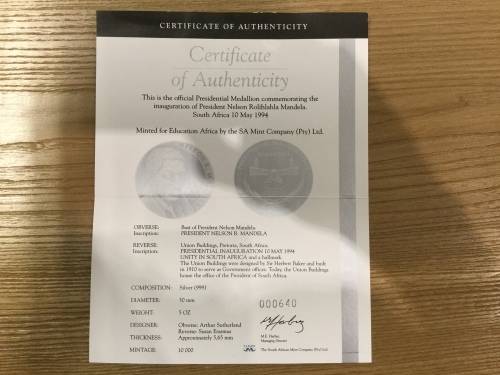 CERTIFICATE OF AUTHENTICITY
Certificate
of Authenticity
This is the official Presidential Medallion commemorating the
inauguration of President Nelson Rolihlahla Mandela.
South Africa 10 May 1994
Minted for Education Africa by the SA Mint Company (Pty) Ltd.
OBVERSE: Bust of President Nelson Mandela
Inscription: PRESIDENT NELSON R. MANDELA
REVERSE: Union Buildings, Pretoria, South Africa.
Inscription: PRESIDENTIAL INAUGURATION 10 MAY 1994
UNITY IN SOUTH AFRICA and a hallmark.
The Union Buildings were designed by Sir Herbert Baker and built
in 1910 to serve as Government offices. Today, the Union Buildings
house the office of the President of South Africa.
COMPOSITION: Silver (999)
DIAMETER: 50 mm
WEIGHT: 5 OZ
000640
DESIGNER: Obverse: Arthur Sutherland
Reverse: Susan Erasmus
THICKNESS: Approximately 5,65 mm
Managing Director
MINTAGE: 10 000
The South African Mint Company (Pty) Ltd